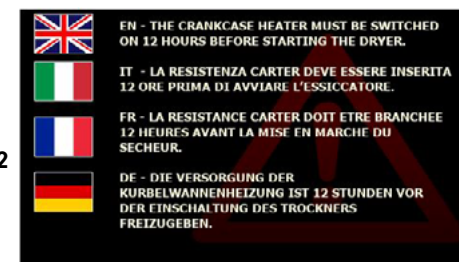 EN - THE CRANKCASE HEATER MUST BE SWITCHED
ON 12 HOURS BEFORE STARTING THE DRYER.
IT - LA RESISTENZA CARTER DEVE ESSERE INSERITA
12 ORE PRIMA DI AVVIARE L'ESSICCATORE.
FR - LA RESISTANCE CARTER DOIT ETRE BRANCHEE
12 HEURES AVANT LA MISE EN MARCHE DU
SECHEUR.
2
DE - DIE VERSORGUNG DER
KURBELWANNENHEIZUNG IST 12 STUNDEN VOR
DER EINSCHALTUNG DES TROCKNERS
FREIZUGEBEN.